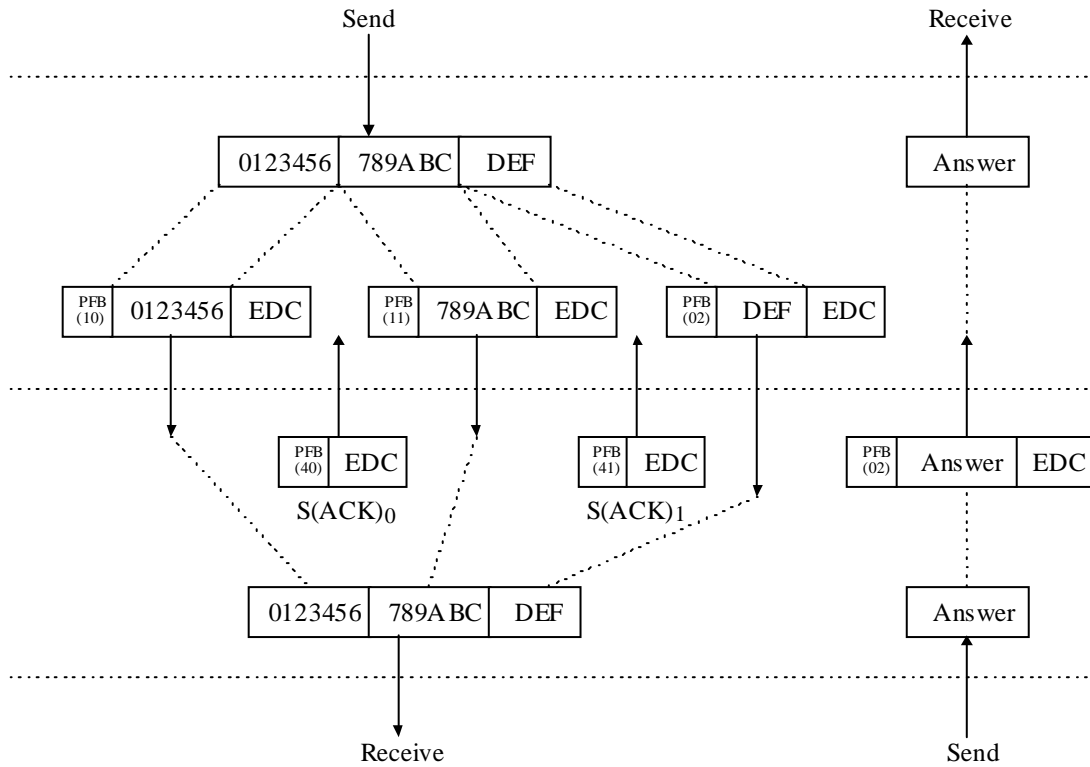 Send Receive
0123456 789ABC DEF Answer
PFB (10) 0123456 EDC PFB (11) 789ABC EDC PFB (02) DEF EDC
PFB (40) EDC PFB (41) EDC PFB (02) Answer EDC
S(ACK)0 S(ACK)1
0123456 789ABC DEF Answer
Receive Send